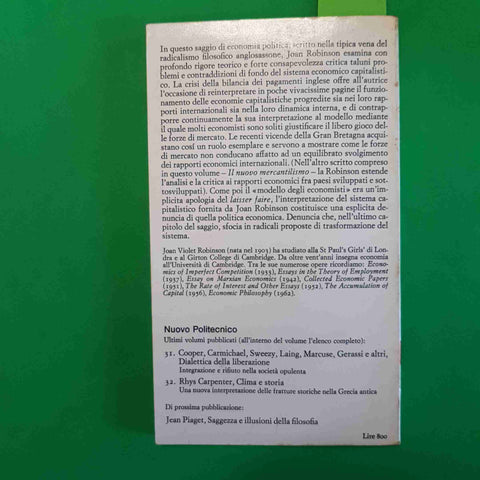 In questo saggio di economia politica, scritto nella tipica vena del
radicalismo filosofico anglosassone, Joan Robinson esamina con
profondo rigore teorico e forte consapevolezza critica taluni pro-
blemi e contraddizioni di fondo del sistema economico capitalisti-
co. La crisi della bilancia dei pagamenti inglese offre all'autrice
l'occasione di reinterpretare in poche vivacissime pagine il funzio-
namento delle economie capitalistiche progredite sia nei loro rap-
porti internazionali sia nella loro dinamica interna, e di contrap-
porre continuamente la sua interpretazione al modello mediante
il quale molti economisti sono soliti giustificare il libero gioco del-
le forze di mercato. Le recenti vicende della Gran Bretagna acqui-
stano così un ruolo esemplare e servono a mostrare come le forze
di mercato non conducano affatto ad un equilibrato svolgimento
dei rapporti economici internazionali. (Nell'altro scritto compreso
in questo volume – Il nuovo mercantilismo – la Robinson estende
l'analisi e la critica ai rapporti economici fra paesi sviluppati e sot-
tosviluppati). Come poi il «modello degli economisti» era un'im-
plicita apologia del laisser faire, l'interpretazione del sistema ca-
pitalistico fornita da Joan Robinson costituisce una esplicita de-
nuncia di quella politica economica. Denuncia che, nell'ultimo ca-
pitolo del saggio, sfocia in radicali proposte di trasformazione del
sistema.
Joan Violet Robinson (nata nel 1903) ha studiato alla St Paul's Girls' di Lon-
dra e al Girton College di Cambridge. Da oltre vent'anni insegna economia
all'Università di Cambridge. Tra le sue numerose opere ricordiamo: Econo-
mics of Imperfect Competition (1933), Essays in the Theory of Employment
(1937), Essay on Marxian Economics (1942), Collected Economic Papers
(1951), The Rate of Interest and Other Essays (1952), The Accumulation of
Capital (1956), Economic Philosophy (1962).
Nuovo Politecnico
Ultimi volumi pubblicati (all'interno del volume l'elenco completo):
31. Cooper, Carmichael, Sweezy, Laing, Marcuse, Gerassi e altri,
Dialettica della liberazione
Integrazione e rifiuto nella società opulenta
32. Rhys Carpenter, Clima e storia
Una nuova interpretazione delle fratture storiche nella Grecia antica
Di prossima pubblicazione:
Jean Piaget, Saggezza e illusioni della filosofia
Lire 800